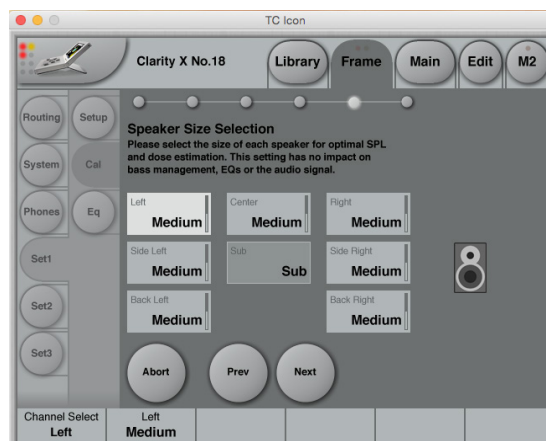 TC Icon
Clarity X No.18
Library
Frame
Main
Edit
M2
Routing
Setup
Speaker Size Selection
Please select the size of each speaker for optimal SPL
and dose estimation. This setting has no impact on
bass management, EQs or the audio signal.
System
Cal
Phones
Eq
Left
Medium
Center
Medium
Right
Medium
Set1
Side Left
Medium
Sub
Sub
Side Right
Medium
Set2
Back Left
Medium
Back Right
Medium
Set3
Abort
Prev
Next
Channel Select
Left
Left
Medium